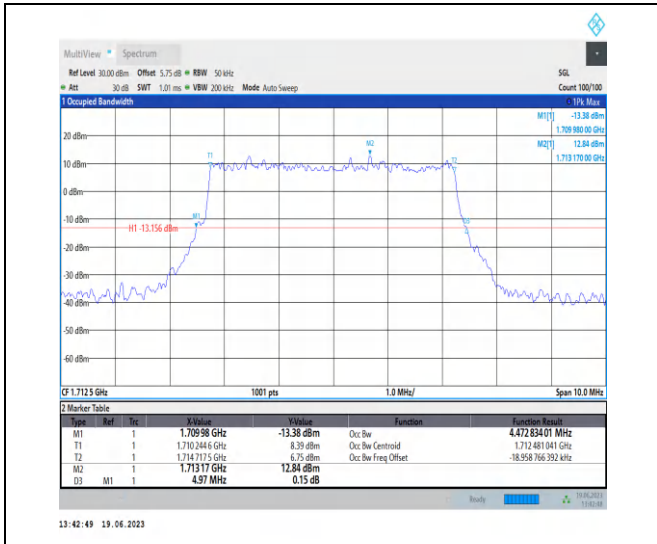 MultiView Spectrum
Ref Level 30.00 dBm Offset 5.75 dB RBW 50 kHz SGL
Att 30 dB SWT 1.01 ms VBW 200 kHz Mode Auto Sweep Count 100/100
1 Occupied Bandwidth 1Pk Max
M1[1] -13.38 dBm
1.709 980 00 GHz
M2[1] 12.84 dBm
1.713 170 00 GHz
20 dBm
M2
T1
T2
10 dBm
0 dBm
-10 dBm
M1
D3
H1 -13.156 dBm
-20 dBm
-30 dBm
-40 dBm
-50 dBm
-60 dBm
CF 1.7125 GHz 1001 pts 1.0 MHz/ Span 10.0 MHz
2 Marker Table
Type Ref Trc X-Value Y-Value Function Function Result
M1 1 1.70998 GHz -13.38 dBm Occ Bw 4.472 834 01 MHz
T1 1 1.710 244 6 GHz 8.39 dBm Occ Bw Centroid 1.712 481 041 GHz
T2 1 1.714 717 5 GHz 6.75 dBm Occ Bw Freq Offset -18.958 766 392 kHz
M2 1 1.71317 GHz 12.84 dBm
D3 M1 1 4.97 MHz 0.15 dB
Ready 19.06.2023
13:42:48
13:42:49 19.06.2023